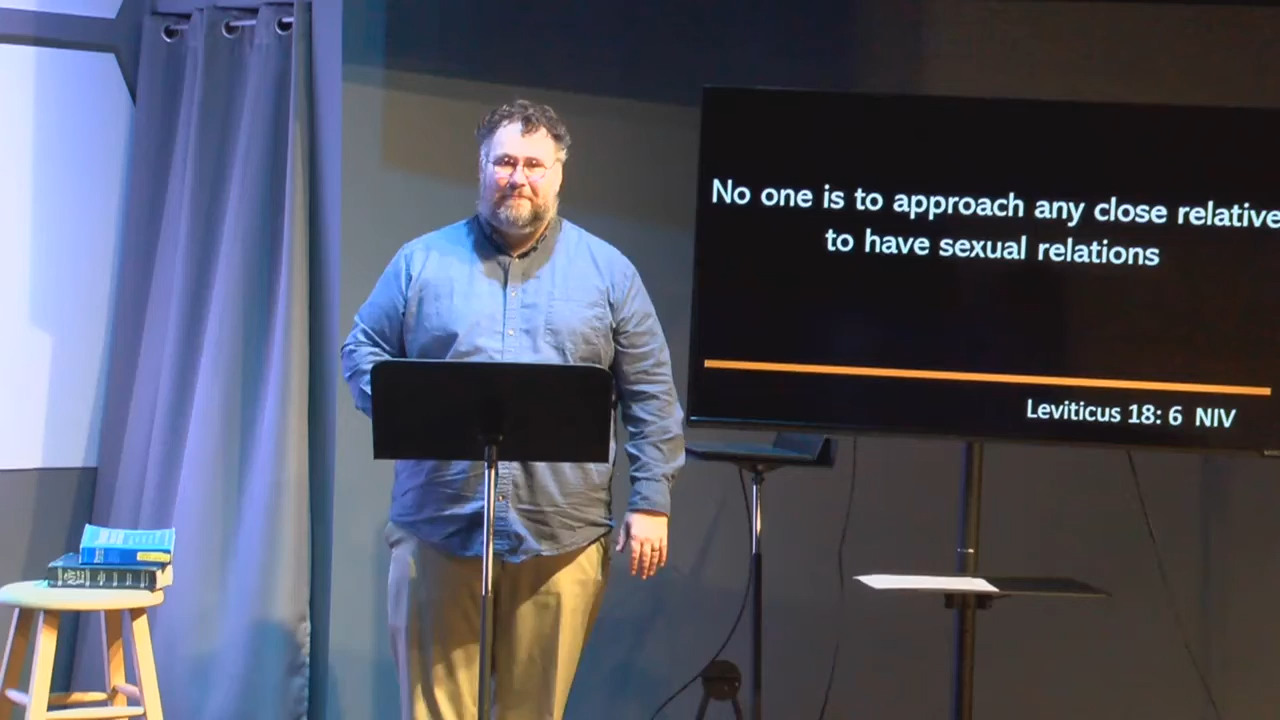 No one is to approach any close relative
to have sexual relations
Leviticus 18: 6 NIV